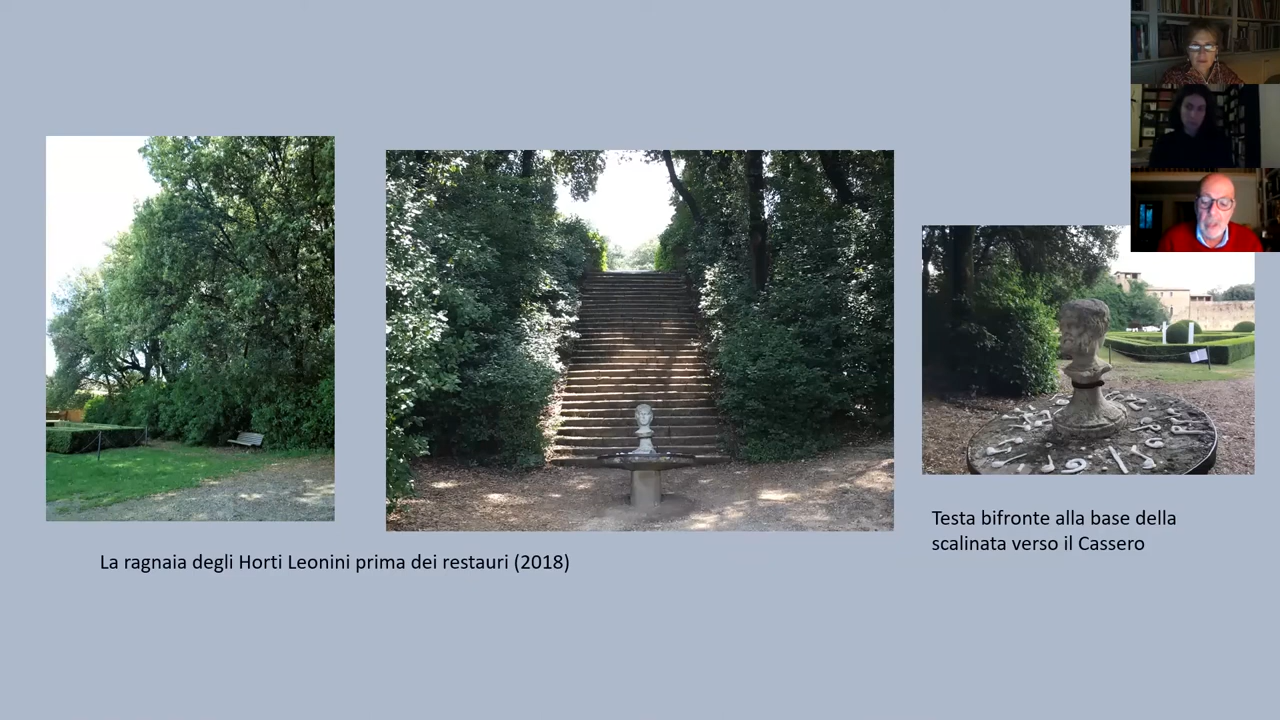 La ragnaia degli Horti Leonini prima dei restauri (2018)
Testa bifronte alla base della
scalinata verso il Cassero